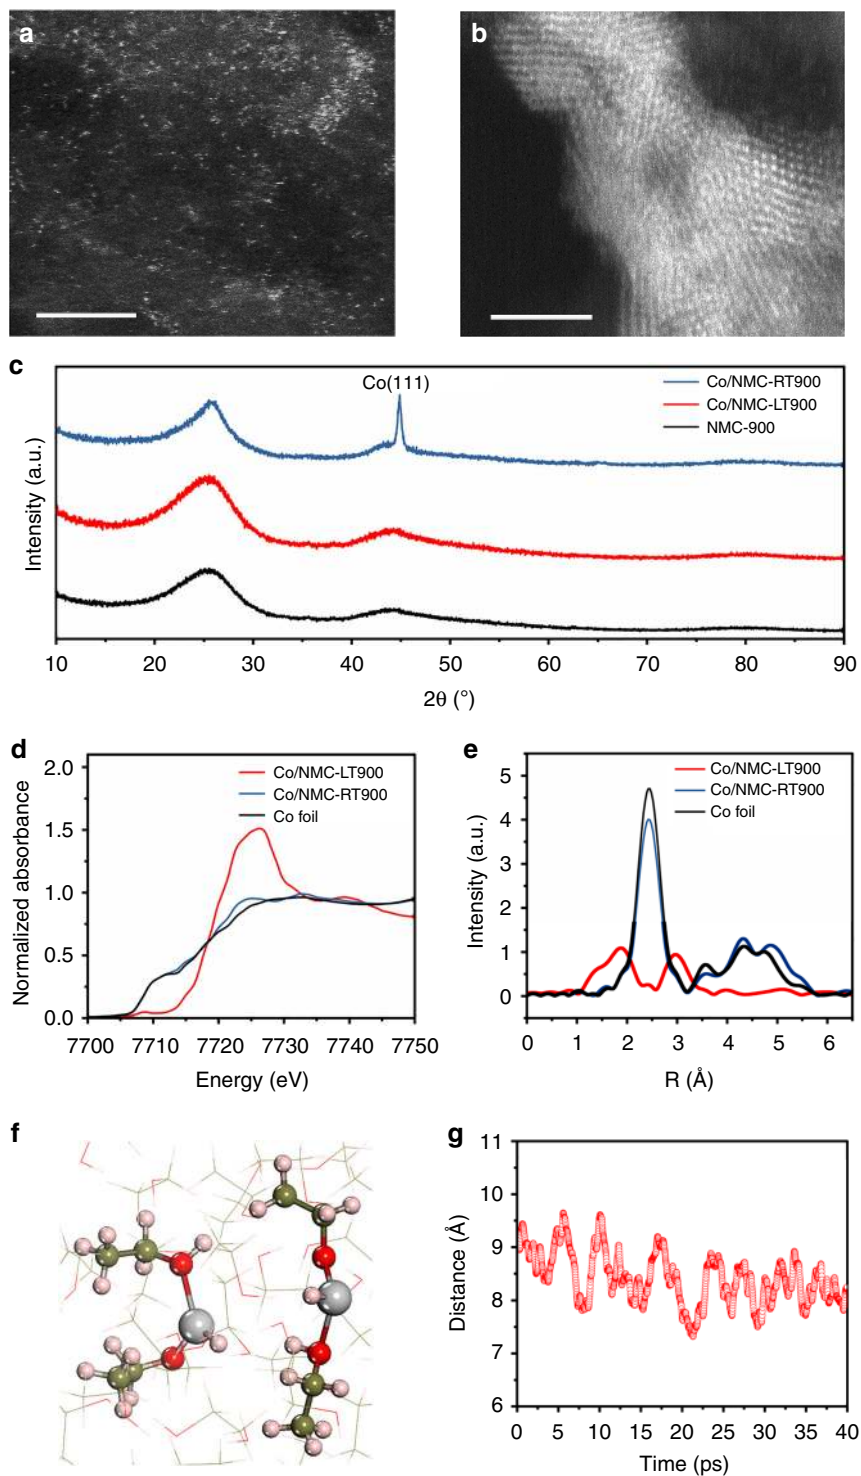 a
b
c
Co(111)
Co/NMC-RT900
Co/NMC-LT900
NMC-900
Intensity (a.u.)
10 20 30 40 50 60 70 80 90
2θ (°)
d
2.0
1.5
1.0
0.5
0.0
Co/NMC-LT900
Co/NMC-RT900
Co foil
Normalized absorbance
7700 7710 7720 7730 7740 7750
Energy (eV)
e
5
4
3
2
1
0
Co/NMC-LT900
Co/NMC-RT900
Co foil
Intensity (a.u.)
0 1 2 3 4 5 6
R (Å)
f
g
11
10
9
8
7
6
Distance (Å)
0 5 10 15 20 25 30 35 40
Time (ps)